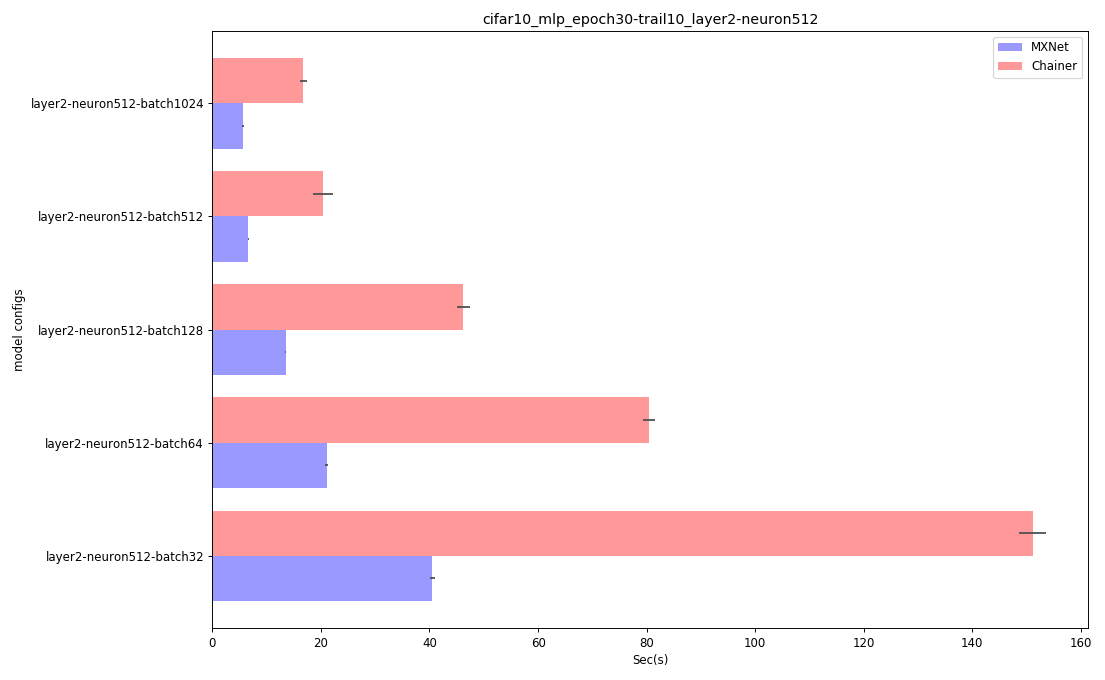 cifar10_mlp_epoch30-trail10_layer2-neuron512
MXNet
Chainer
layer2-neuron512-batch1024
layer2-neuron512-batch512
layer2-neuron512-batch128
layer2-neuron512-batch64
layer2-neuron512-batch32
model configs
0 20 40 60 80 100 120 140 160
Sec(s)